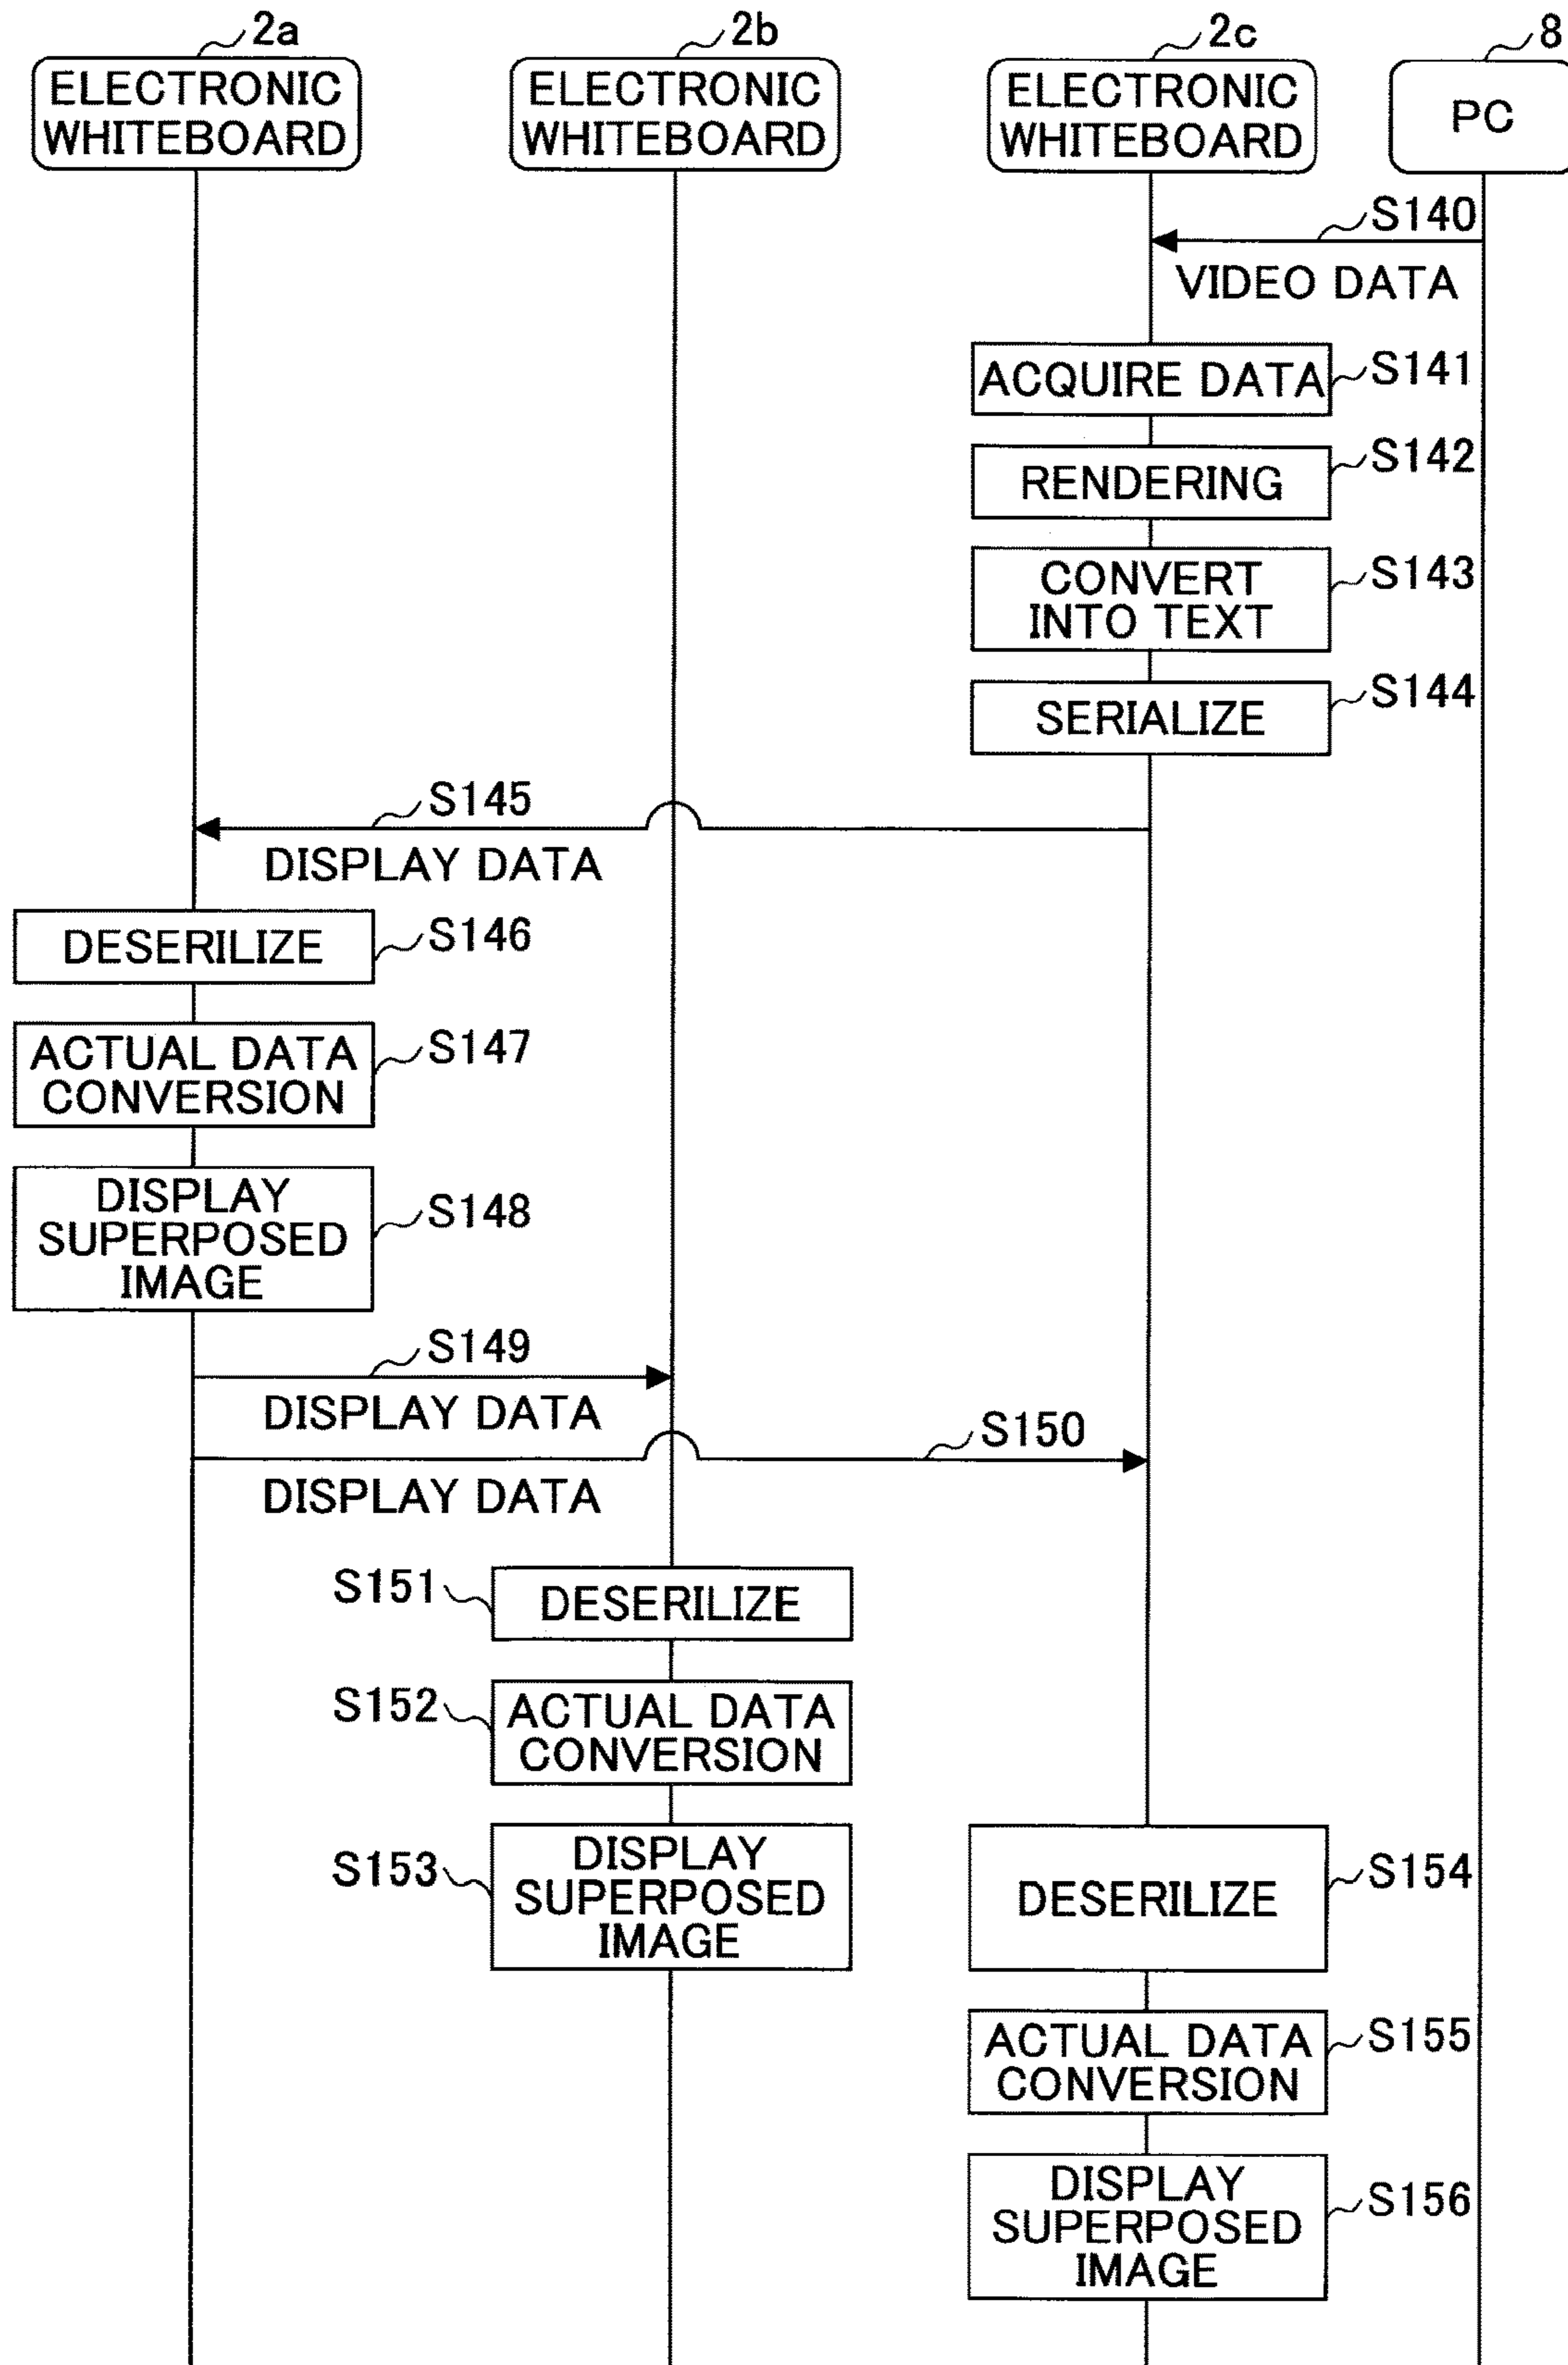 2a
2b
2c
8
ELECTRONIC
WHITEBOARD
ELECTRONIC
WHITEBOARD
ELECTRONIC
WHITEBOARD
PC
S140
VIDEO DATA
ACQUIRE DATA
S141
RENDERING
S142
CONVERT
INTO TEXT
S143
SERIALIZE
S144
S145
DISPLAY DATA
DESERILIZE
S146
ACTUAL DATA
CONVERSION
S147
DISPLAY
SUPERPOSED
IMAGE
S148
S149
DISPLAY DATA
S150
DISPLAY DATA
S151
DESERILIZE
S152
ACTUAL DATA
CONVERSION
S153
DISPLAY
SUPERPOSED
IMAGE
DESERILIZE
S154
ACTUAL DATA
CONVERSION
S155
DISPLAY
SUPERPOSED
IMAGE
S156